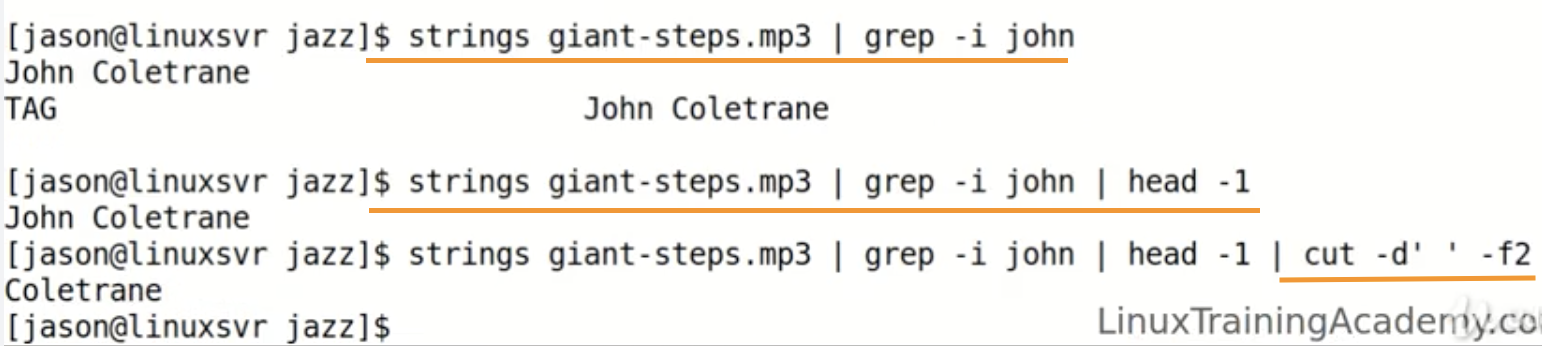 [jason@linuxsvr jazz]$ strings giant-steps.mp3 | grep -i john
John Coletrane
TAG                              John Coletrane
[jason@linuxsvr jazz]$ strings giant-steps.mp3 | grep -i john | head -1
John Coletrane
[jason@linuxsvr jazz]$ strings giant-steps.mp3 | grep -i john | head -1 | cut -d' ' -f2
Coletrane
[jason@linuxsvr jazz]$
LinuxTrainingAcademy.co